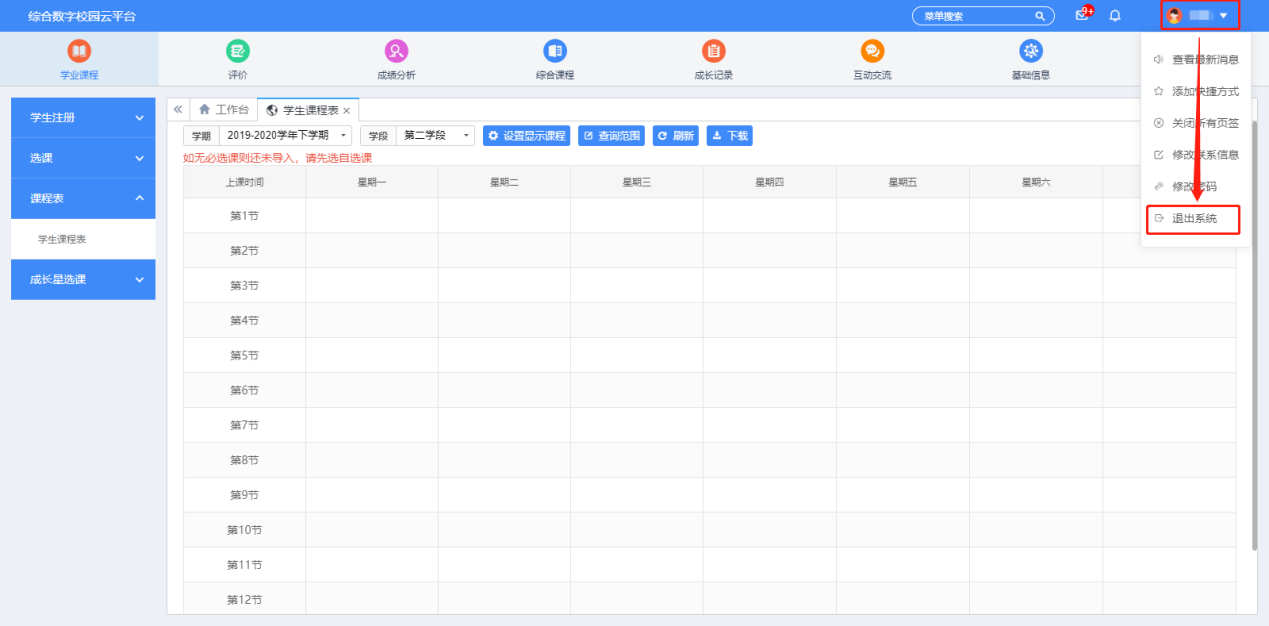 综合数字校园云平台
菜单搜索
9+
学业课程
评价
成绩分析
综合课程
成长记录
互动交流
基础信息
查看最新消息
添加快捷方式
关闭所有页签
修改联系信息
修改密码
退出系统
学生注册
选课
课程表
学生课程表
成长星选课
工作台
学生课程表
学期 2019-2020学年下学期 学段 第二学段 设置显示课程 查询范围 刷新 下载
如无必选课则还未导入，请先选自选课
上课时间 星期一 星期二 星期三 星期四 星期五 星期六
第1节
第2节
第3节
第4节
第5节
第6节
第7节
第8节
第9节
第10节
第11节
第12节